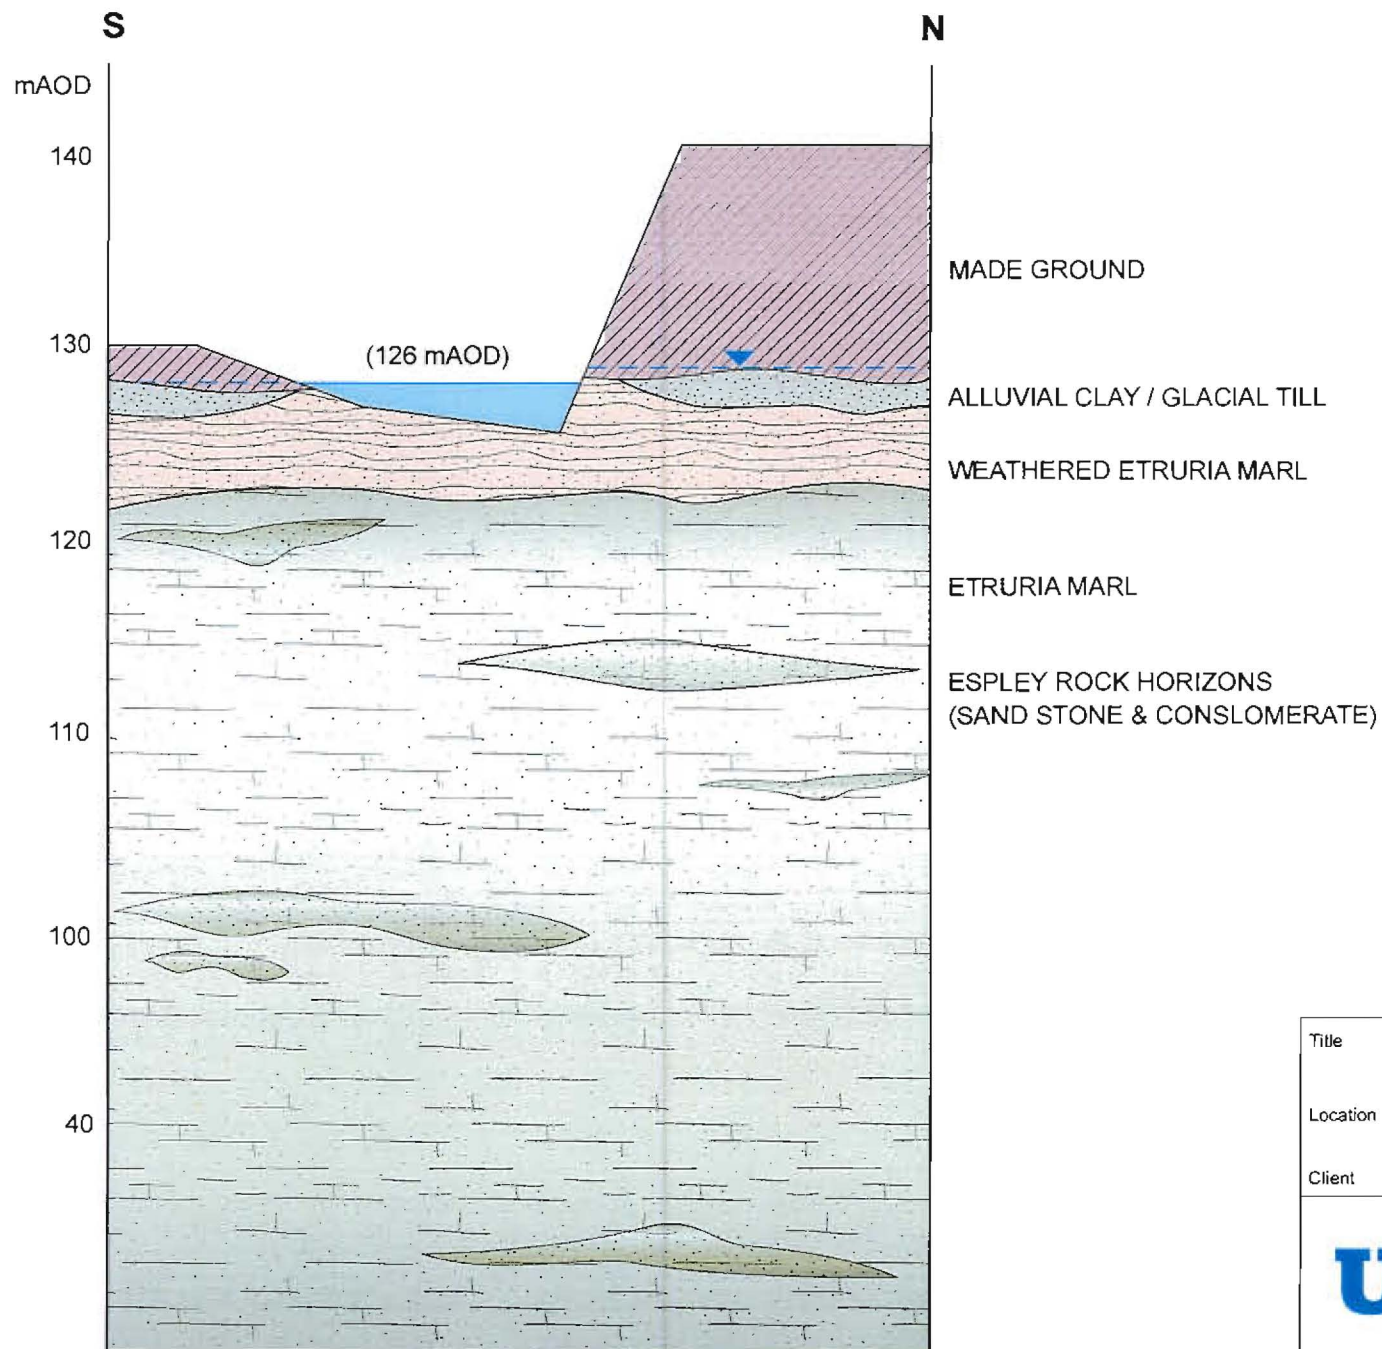 S
N
mAOD
140
130
120
110
100
40
(126 mAOD)
MADE GROUND
ALLUVIAL CLAY / GLACIAL TILL
WEATHERED ETRURIA MARL
ETRURIA MARL
ESPLEY ROCK HORIZONS
(SAND STONE & CONSLOMERATE)
Title
Location
Client